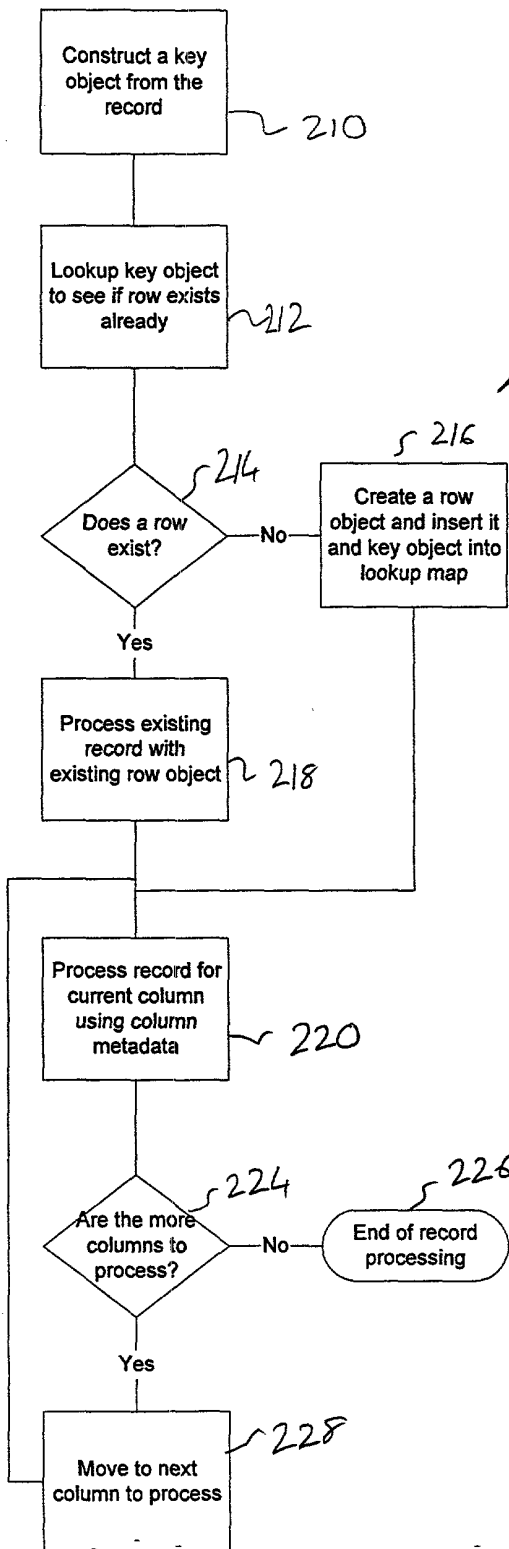 Construct a key
object from the
record
210
Lookup key object
to see if row exists
already
212
214
Does a row
exist?
No
216
Create a row
object and insert it
and key object into
lookup map
Yes
Process existing
record with
existing row object
218
Process record for
current column
using column
metadata
220
224
Are the more
columns to
process?
No
226
End of record
processing
Yes
228
Move to next
column to process